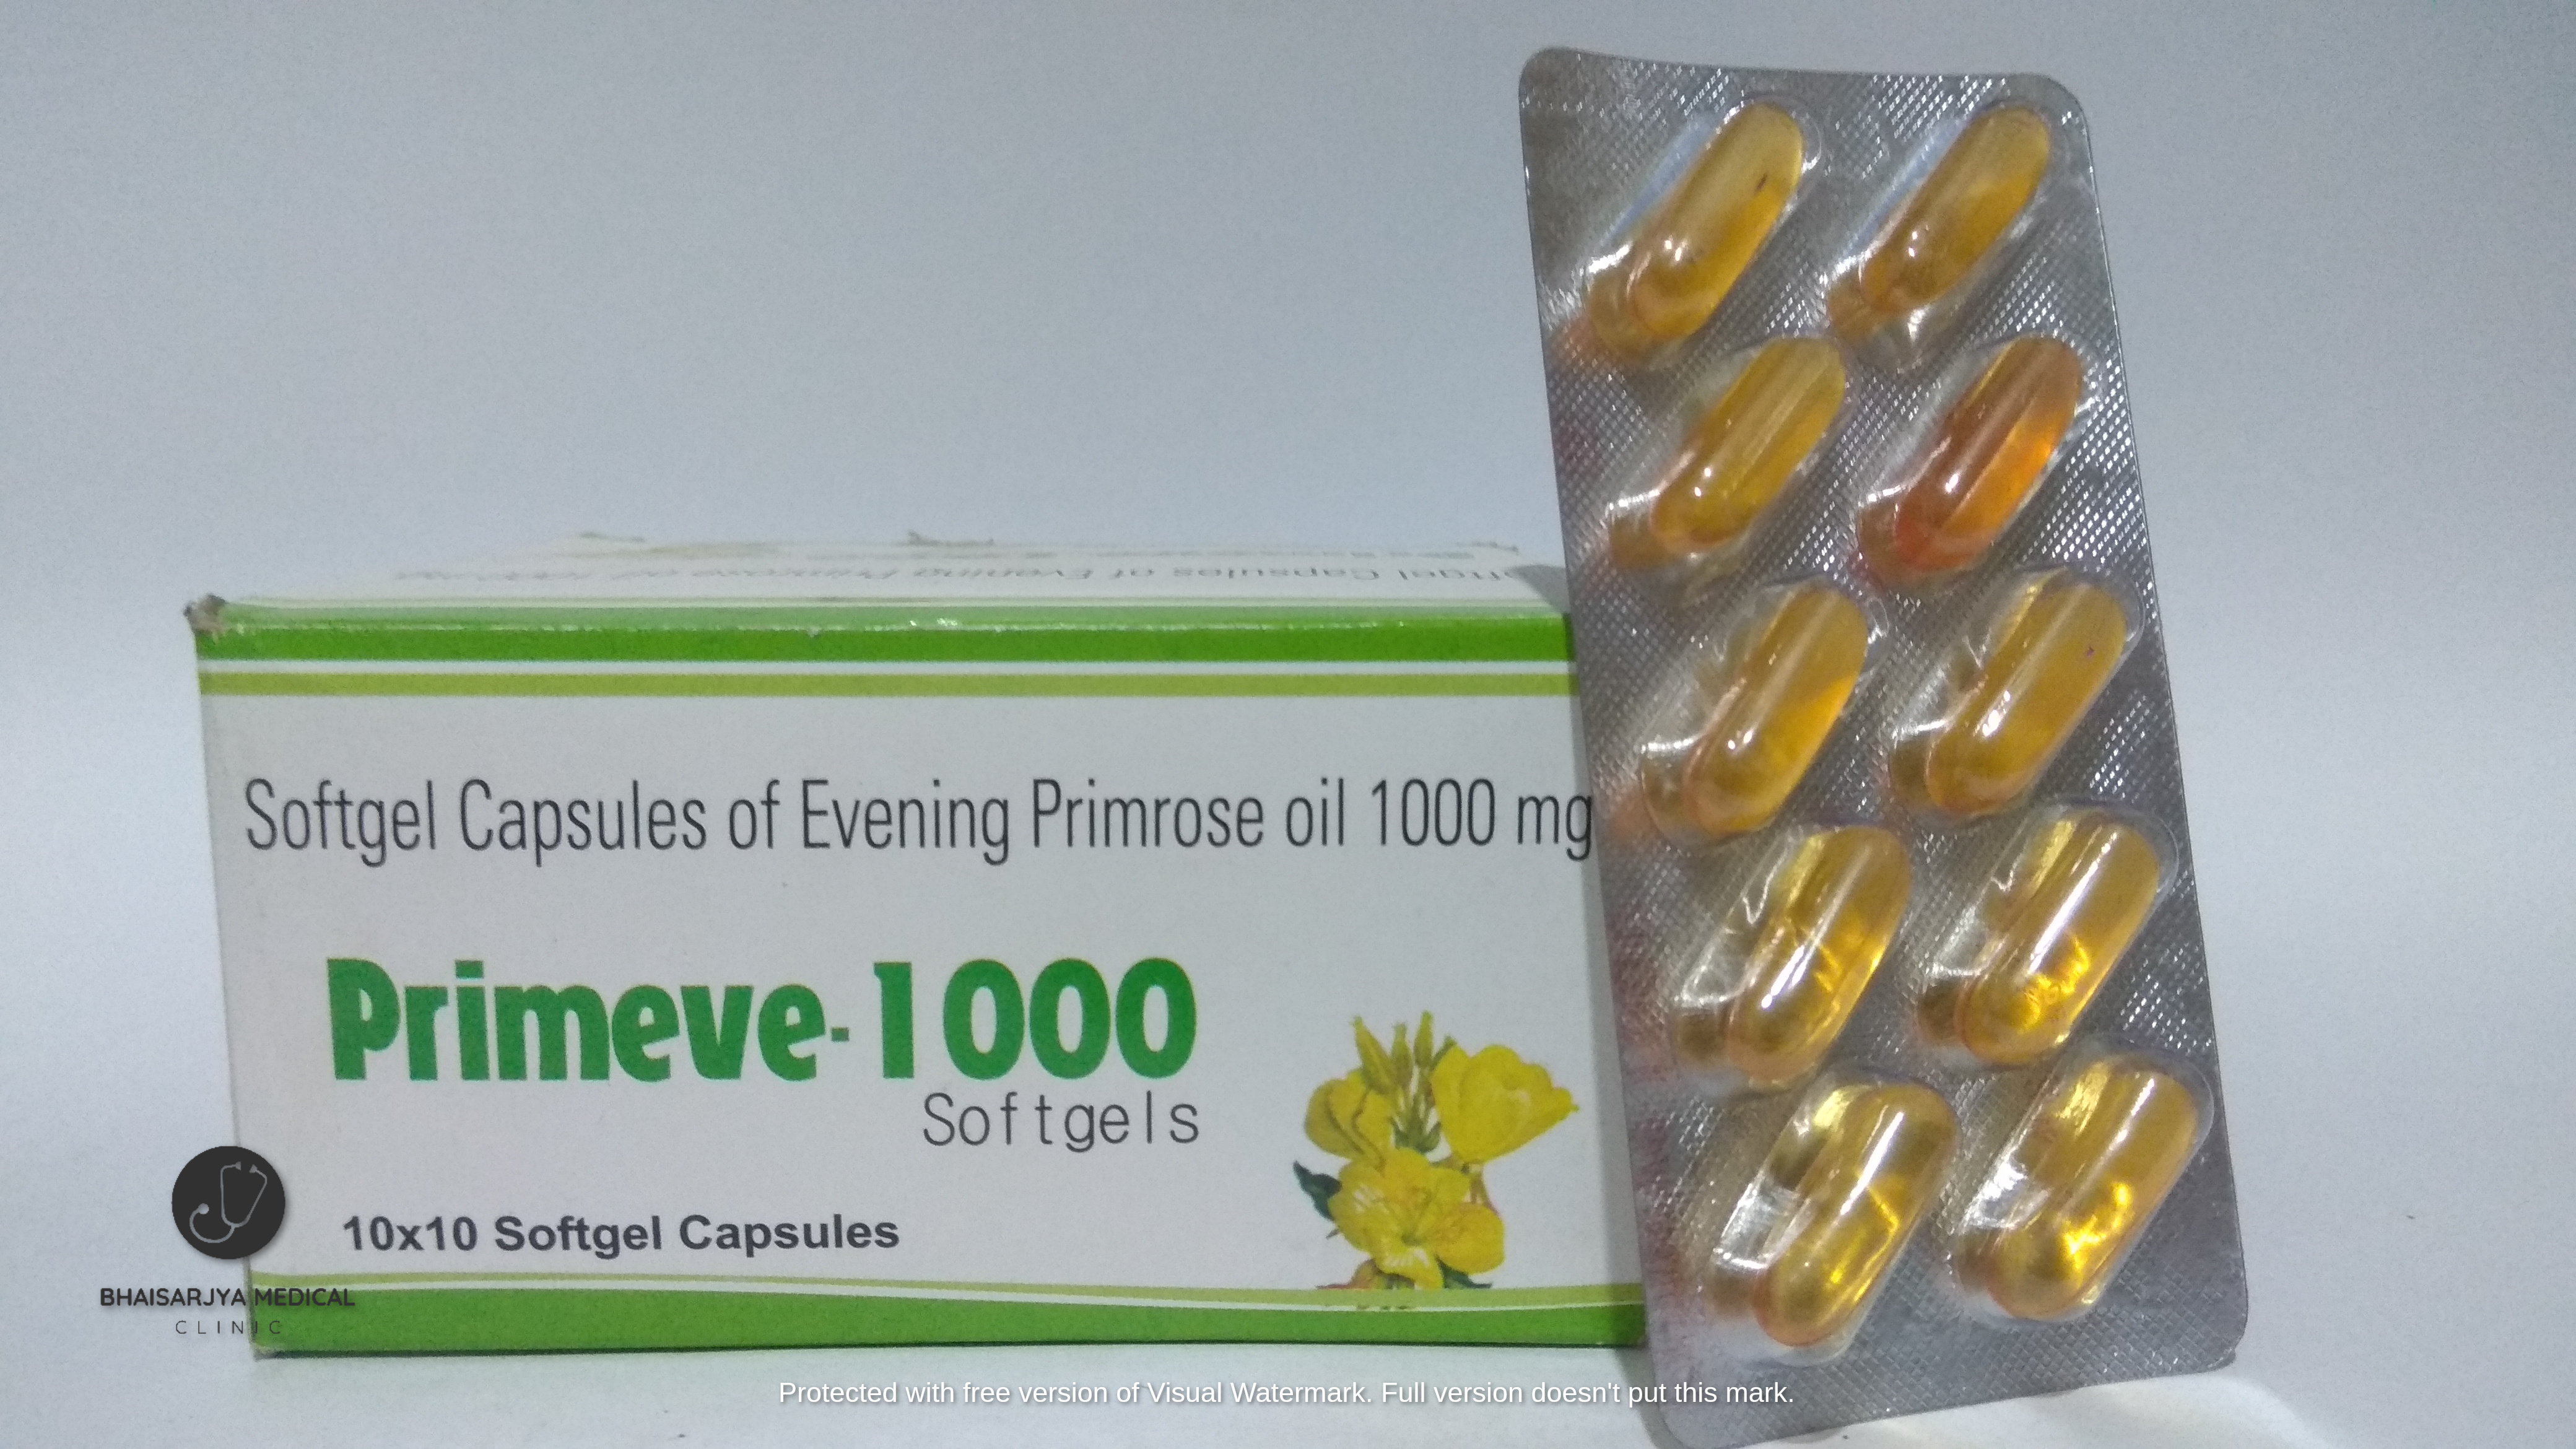 Softgel Capsules of Evening Primrose oil 1000 mg
Primeve-1000
Softgels
10x10 Softgel Capsules
BHAISARJYA MEDICAL
CLINIC
Protected with free version of Visual Watermark. Full version doesn't put this mark.